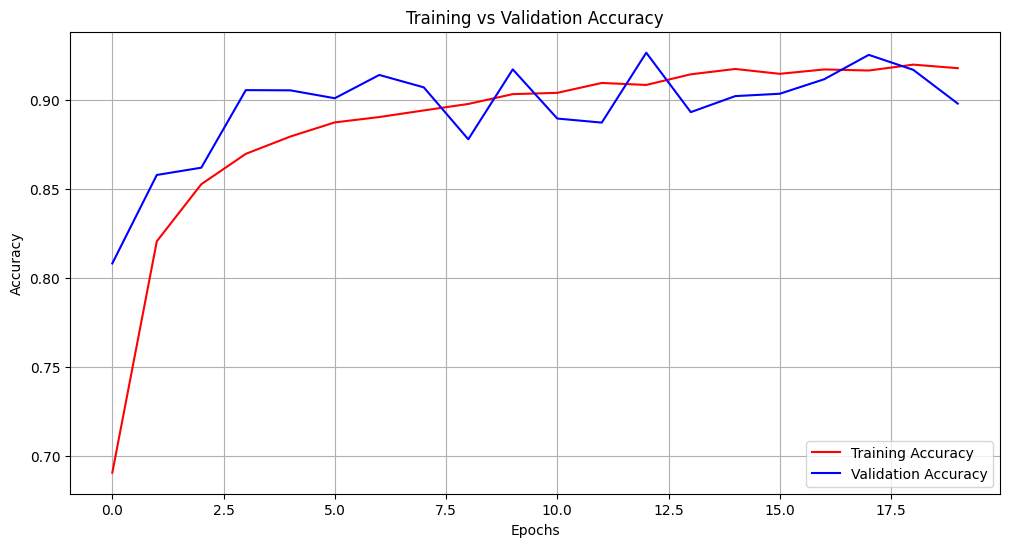 Training vs Validation Accuracy
Accuracy
0.90
0.85
0.80
0.75
0.70
Training Accuracy
Validation Accuracy
0.0 2.5 5.0 7.5 10.0 12.5 15.0 17.5
Epochs